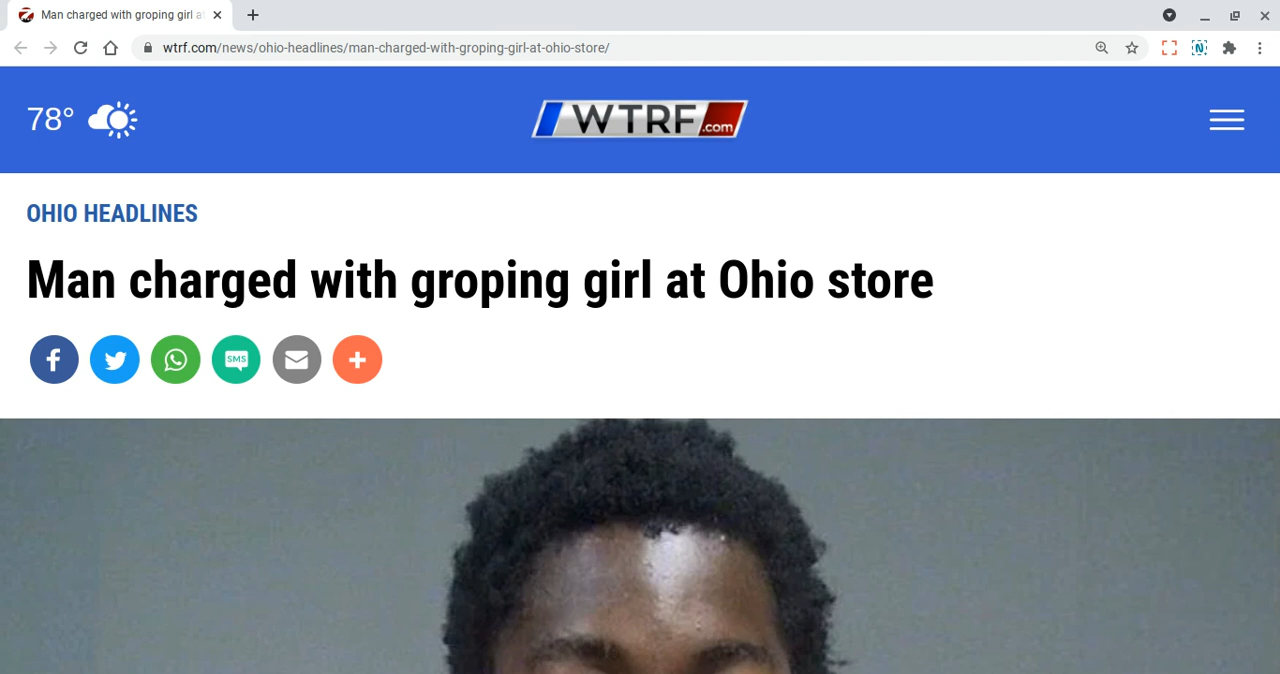 Man charged with groping girl a
wtrf.com/news/ohio-headlines/man-charged-with-groping-girl-at-ohio-store/
78°
WTRF.com
OHIO HEADLINES
Man charged with groping girl at Ohio store
SMS